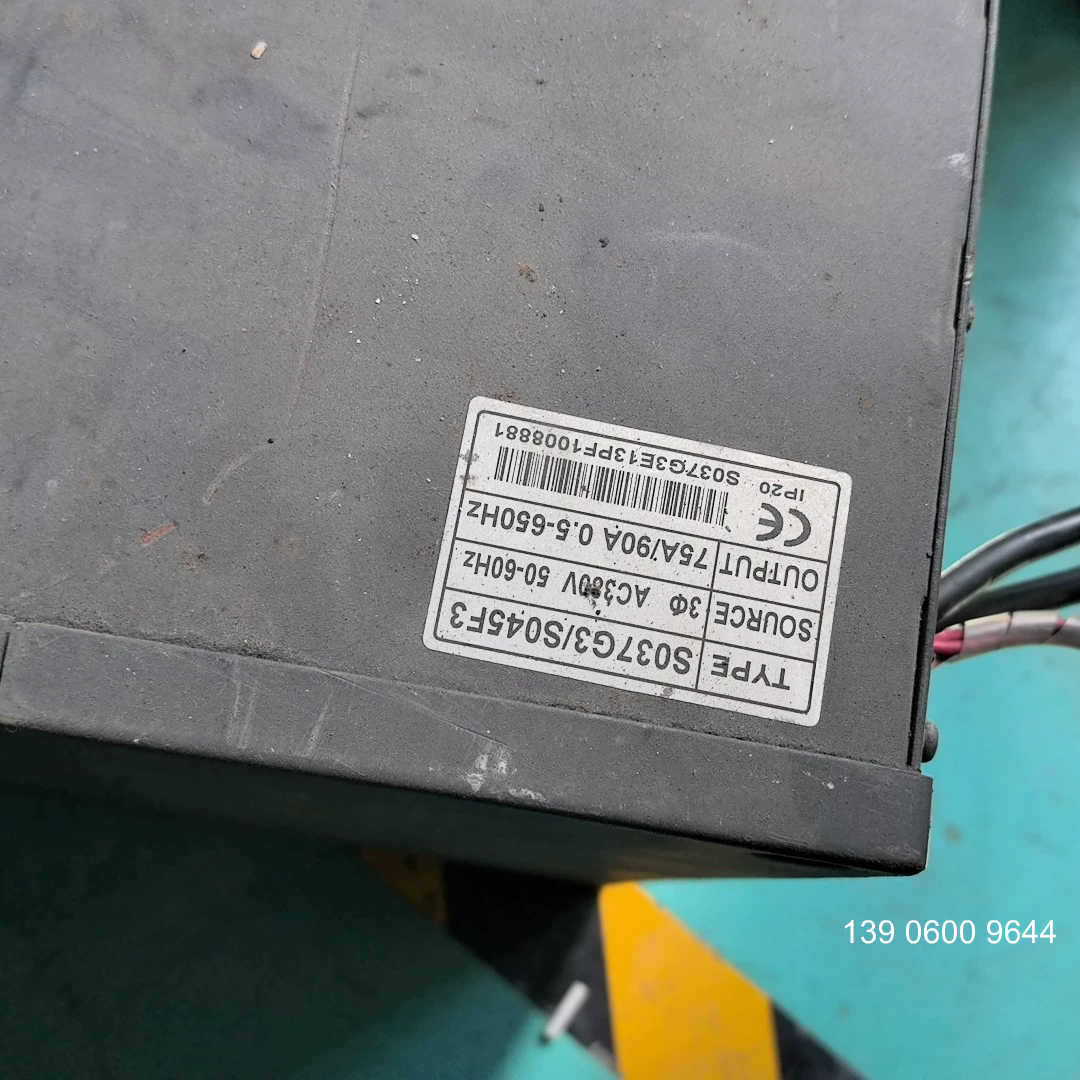 TYPE S037G3/S045F3
SOURCE 3Φ AC380V 50-60Hz
OUTPUT 75A/90A 0.5-650Hz
CE IP20 S037G3E13PF1008881
139 0600 9644